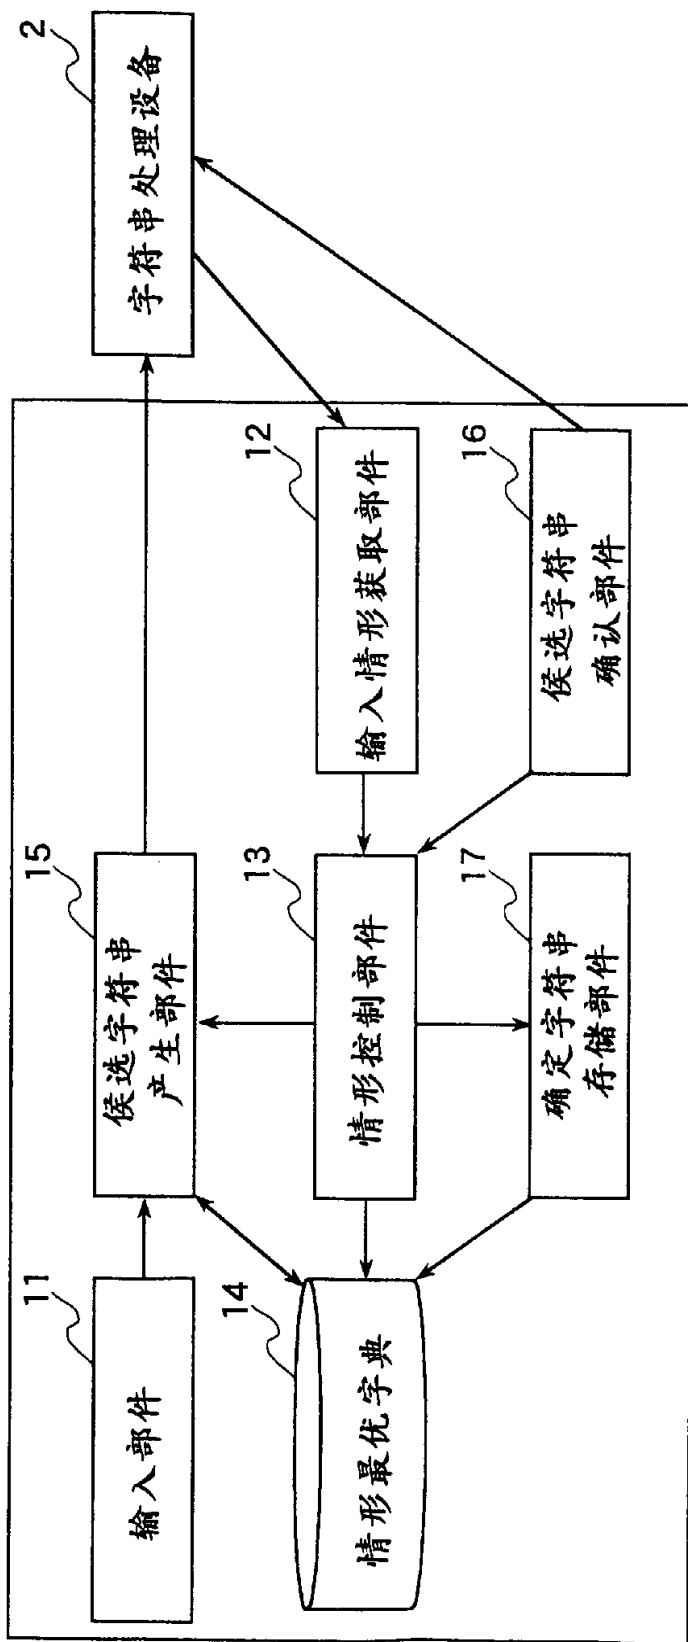 11
输入部件
15
侯选字符串
产生部件
2
字符串处理设备
14
情形最优字典
13
情形控制部件
12
输入情形获取部件
17
确定字符串
存储部件
16
侯选字符串
确认部件